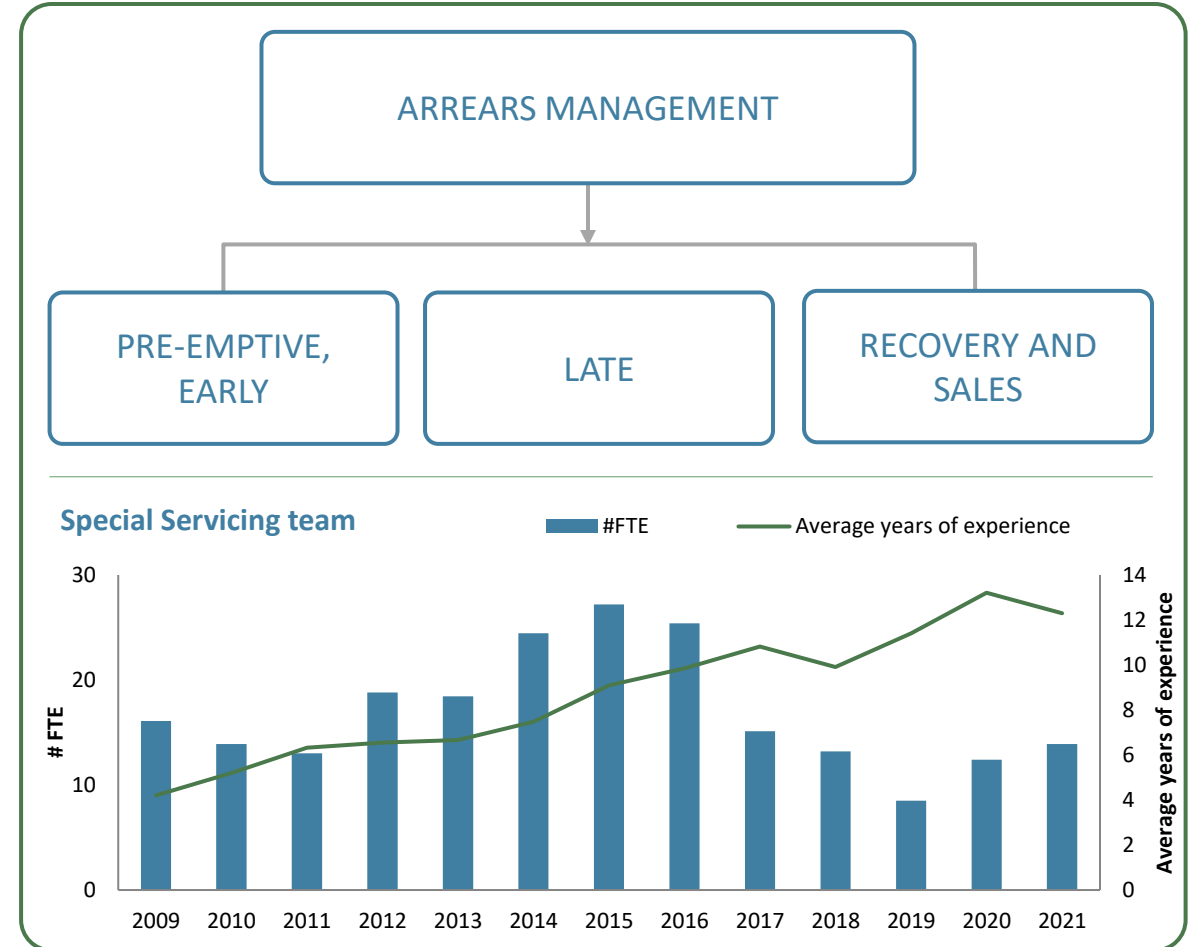 ARREARS MANAGEMENT
PRE-EMPTIVE,
EARLY
LATE
RECOVERY AND
SALES
Special Servicing team
#FTE
Average years of experience
30
20
10
0
# FTE
14
12
10
8
6
4
2
0
Average years of experience
2009 2010 2011 2012 2013 2014 2015 2016 2017 2018 2019 2020 2021